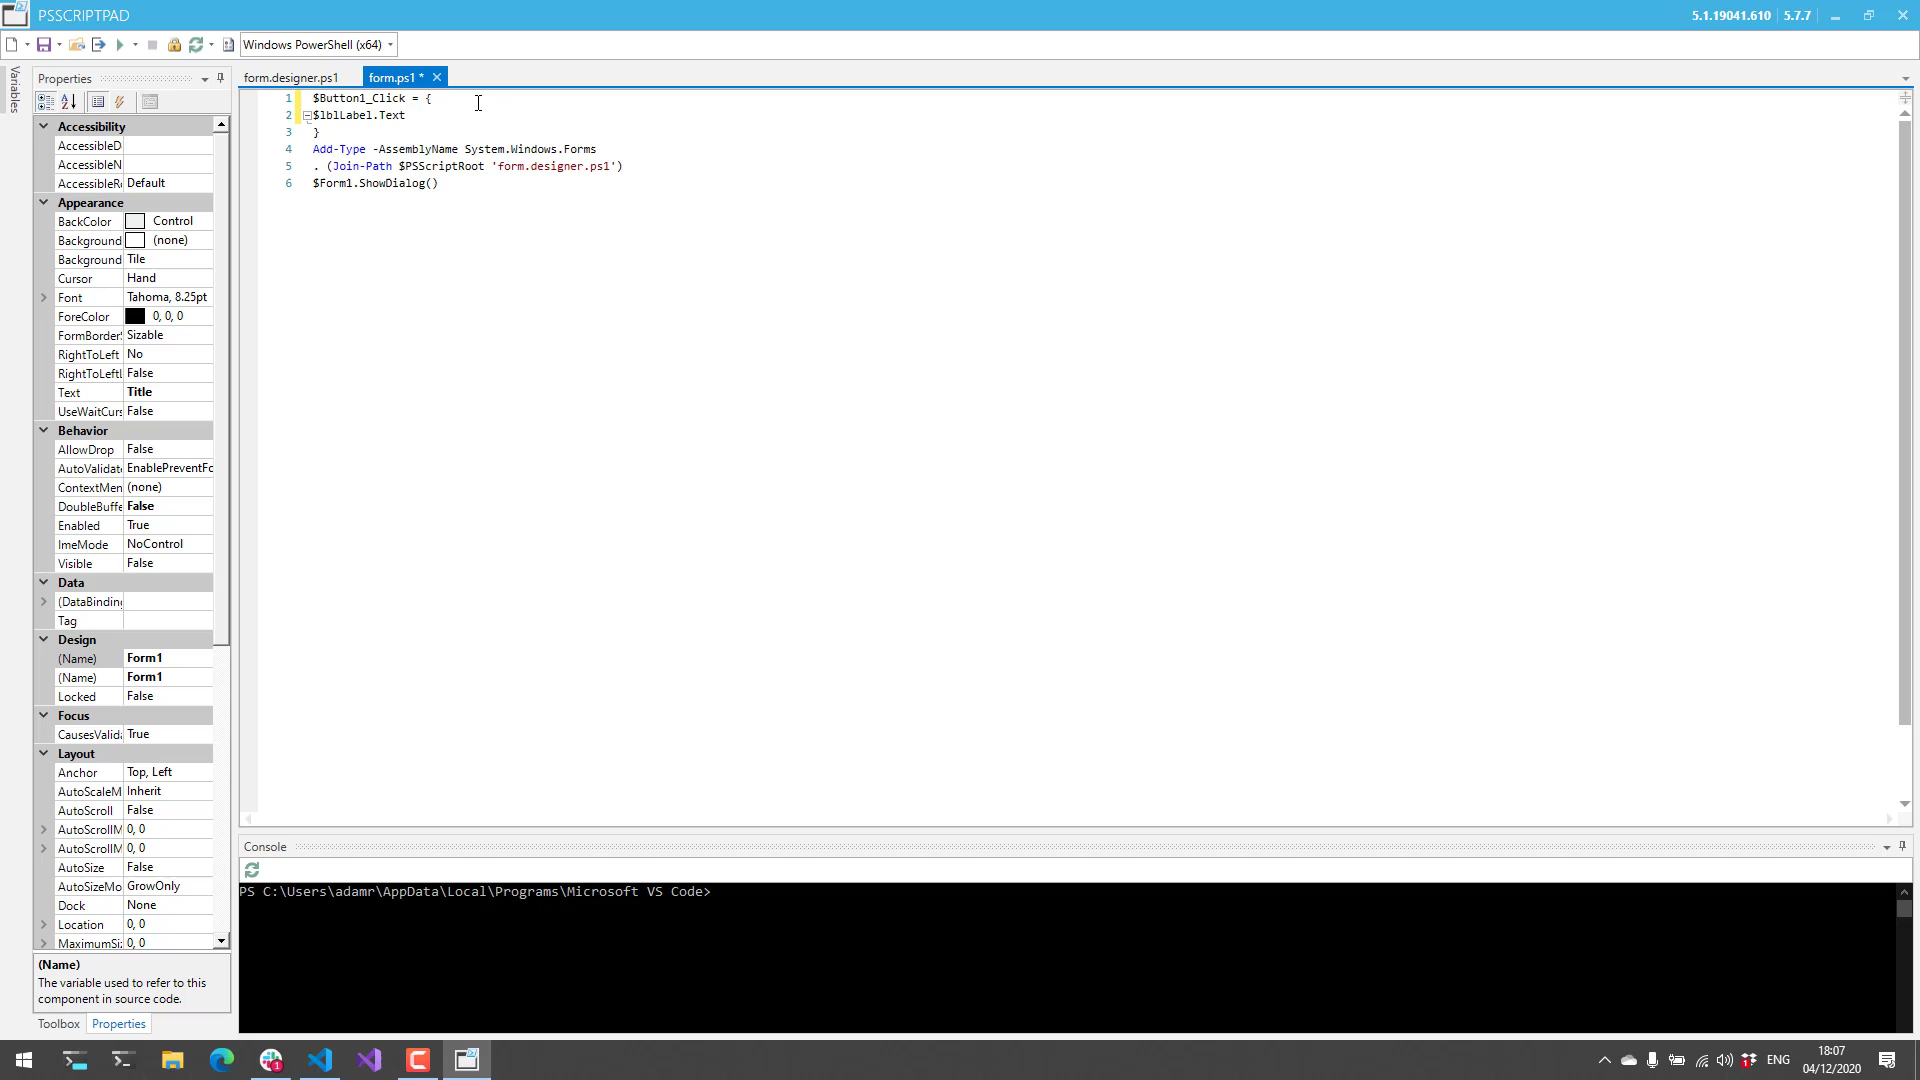 PSSCRIPTPAD
5.1.19041.610 5.7.7
Windows PowerShell (x64)
Variables
Properties
form.designer.ps1
form.ps1 *
Accessibility
AccessibleD
AccessibleN
AccessibleR Default
Appearance
BackColor Control
Background (none)
Background Tile
Cursor Hand
Font Tahoma, 8.25pt
ForeColor 0, 0, 0
FormBorder Sizable
RightToLeft No
RightToLeftL False
Text Title
UseWaitCurs False
Behavior
AllowDrop False
AutoValidate EnablePreventFo
ContextMen (none)
DoubleBuffe False
Enabled True
ImeMode NoControl
Visible False
Data
(DataBinding
Tag
Design
(Name) Form1
(Name) Form1
Locked False
Focus
CausesValid True
Layout
Anchor Top, Left
AutoScaleM Inherit
AutoScroll False
AutoScrollM 0, 0
AutoScrollM 0, 0
AutoSize False
AutoSizeMo GrowOnly
Dock None
Location 0, 0
MaximumSi 0, 0
(Name)
The variable used to refer to this
component in source code.
Toolbox Properties
1 $Button1_Click = {
2 $lblLabel.Text
3 }
4 Add-Type -AssemblyName System.Windows.Forms
5 . (Join-Path $PSScriptRoot 'form.designer.ps1')
6 $Form1.ShowDialog()
Console
PS C:\Users\adamr\AppData\Local\Programs\Microsoft VS Code>
ENG
18:07
04/12/2020